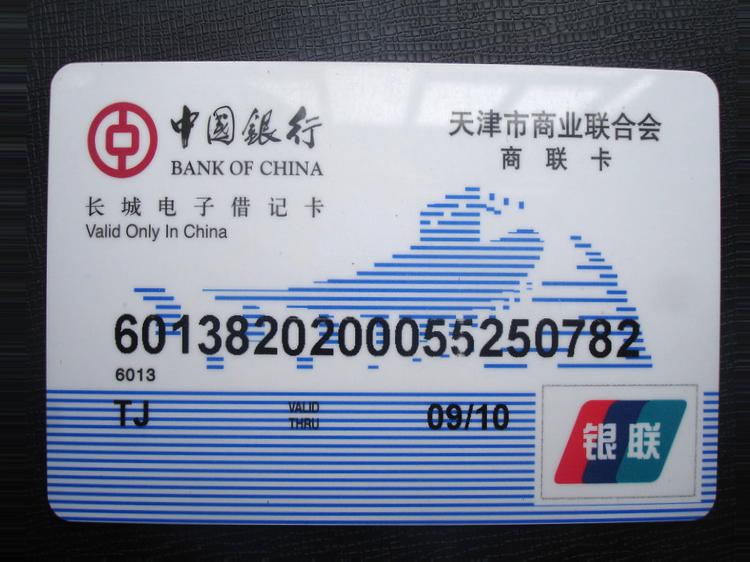 中国銀行
BANK OF CHINA
天津市商业联合会
商联卡
长城电子借记卡
Valid Only In China
6013820200055250782
6013
TJ VALID THRU 09/10
银联